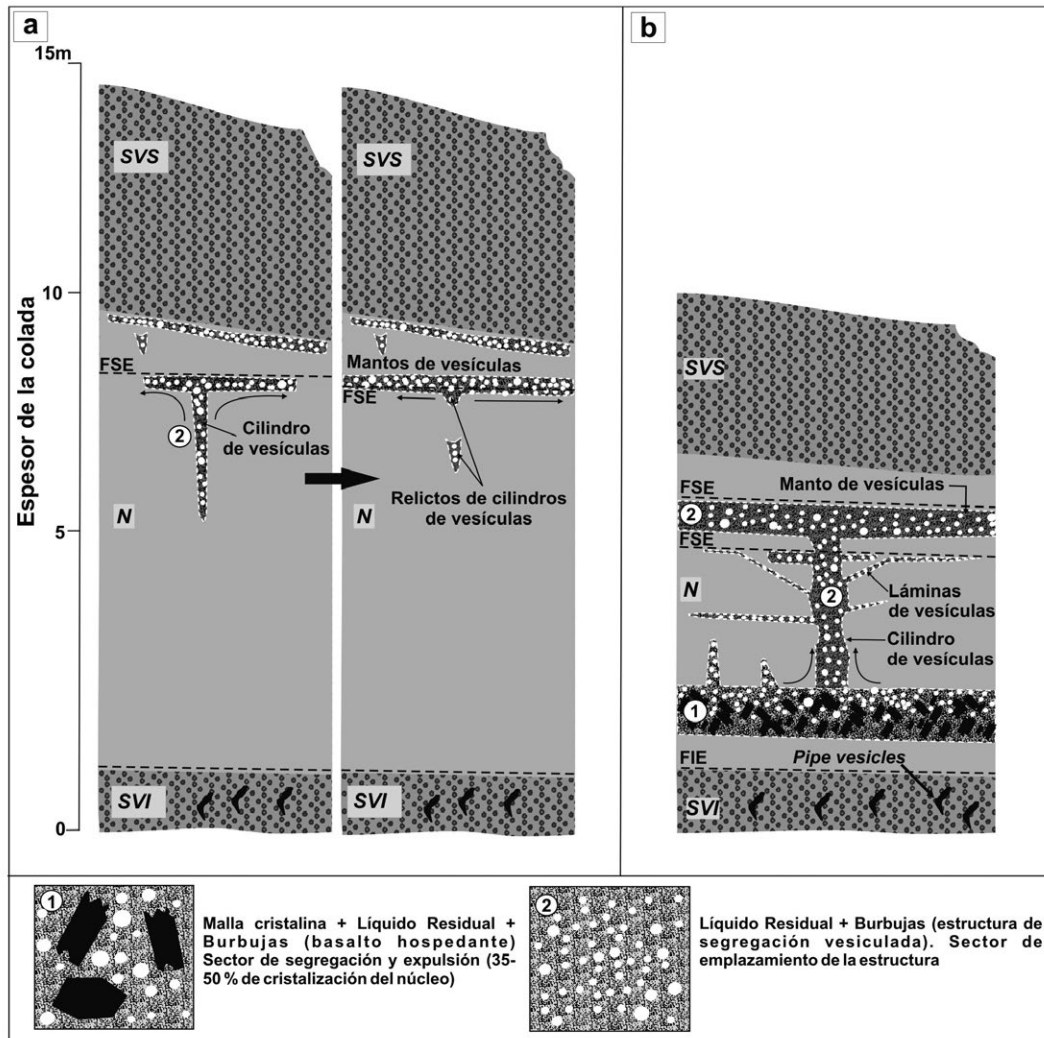 a
b
15m
10
5
0
Espesor de la colada
SVS
FSE
2
Cilindro
de vesículas
N
SVI
SVS
Mantos de vesículas
FSE
Relictos de cilindros
de vesículas
N
SVI
SVS
Manto de vesículas
FSE
2
FSE
N
Láminas
de vesículas
2
Cilindro
de vesículas
1
FIE
Pipe vesicles
SVI
1
Malla cristalina + Líquido Residual +
Burbujas (basalto hospedante)
Sector de segregación y expulsión (35-
50 % de cristalización del núcleo)
2
Líquido Residual + Burbujas (estructura de
segregación vesiculada). Sector de
emplazamiento de la estructura